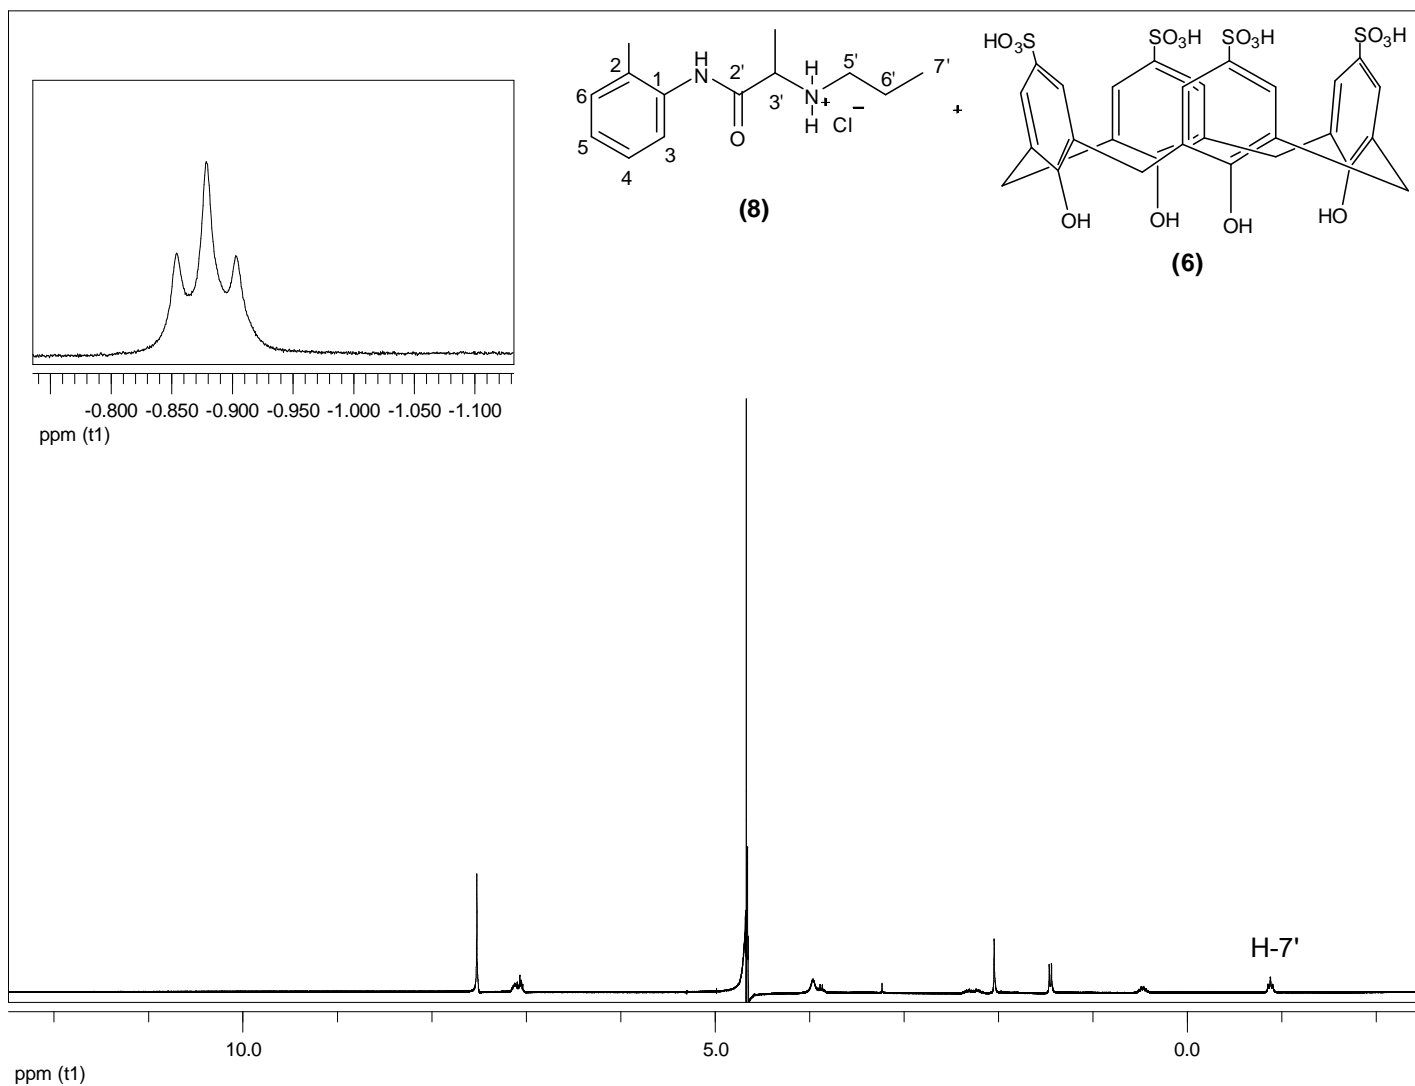 HO₃S SO₃H SO₃H SO₃H
H H
2 1 N 2' H 5' 7'
6 3' N + 6' +
5 3 O H Cl −
4
OH OH OH HO
(8)
(6)
-0.800 -0.850 -0.900 -0.950 -1.000 -1.050 -1.100
ppm (t1)
H-7'
10.0 5.0 0.0
ppm (t1)